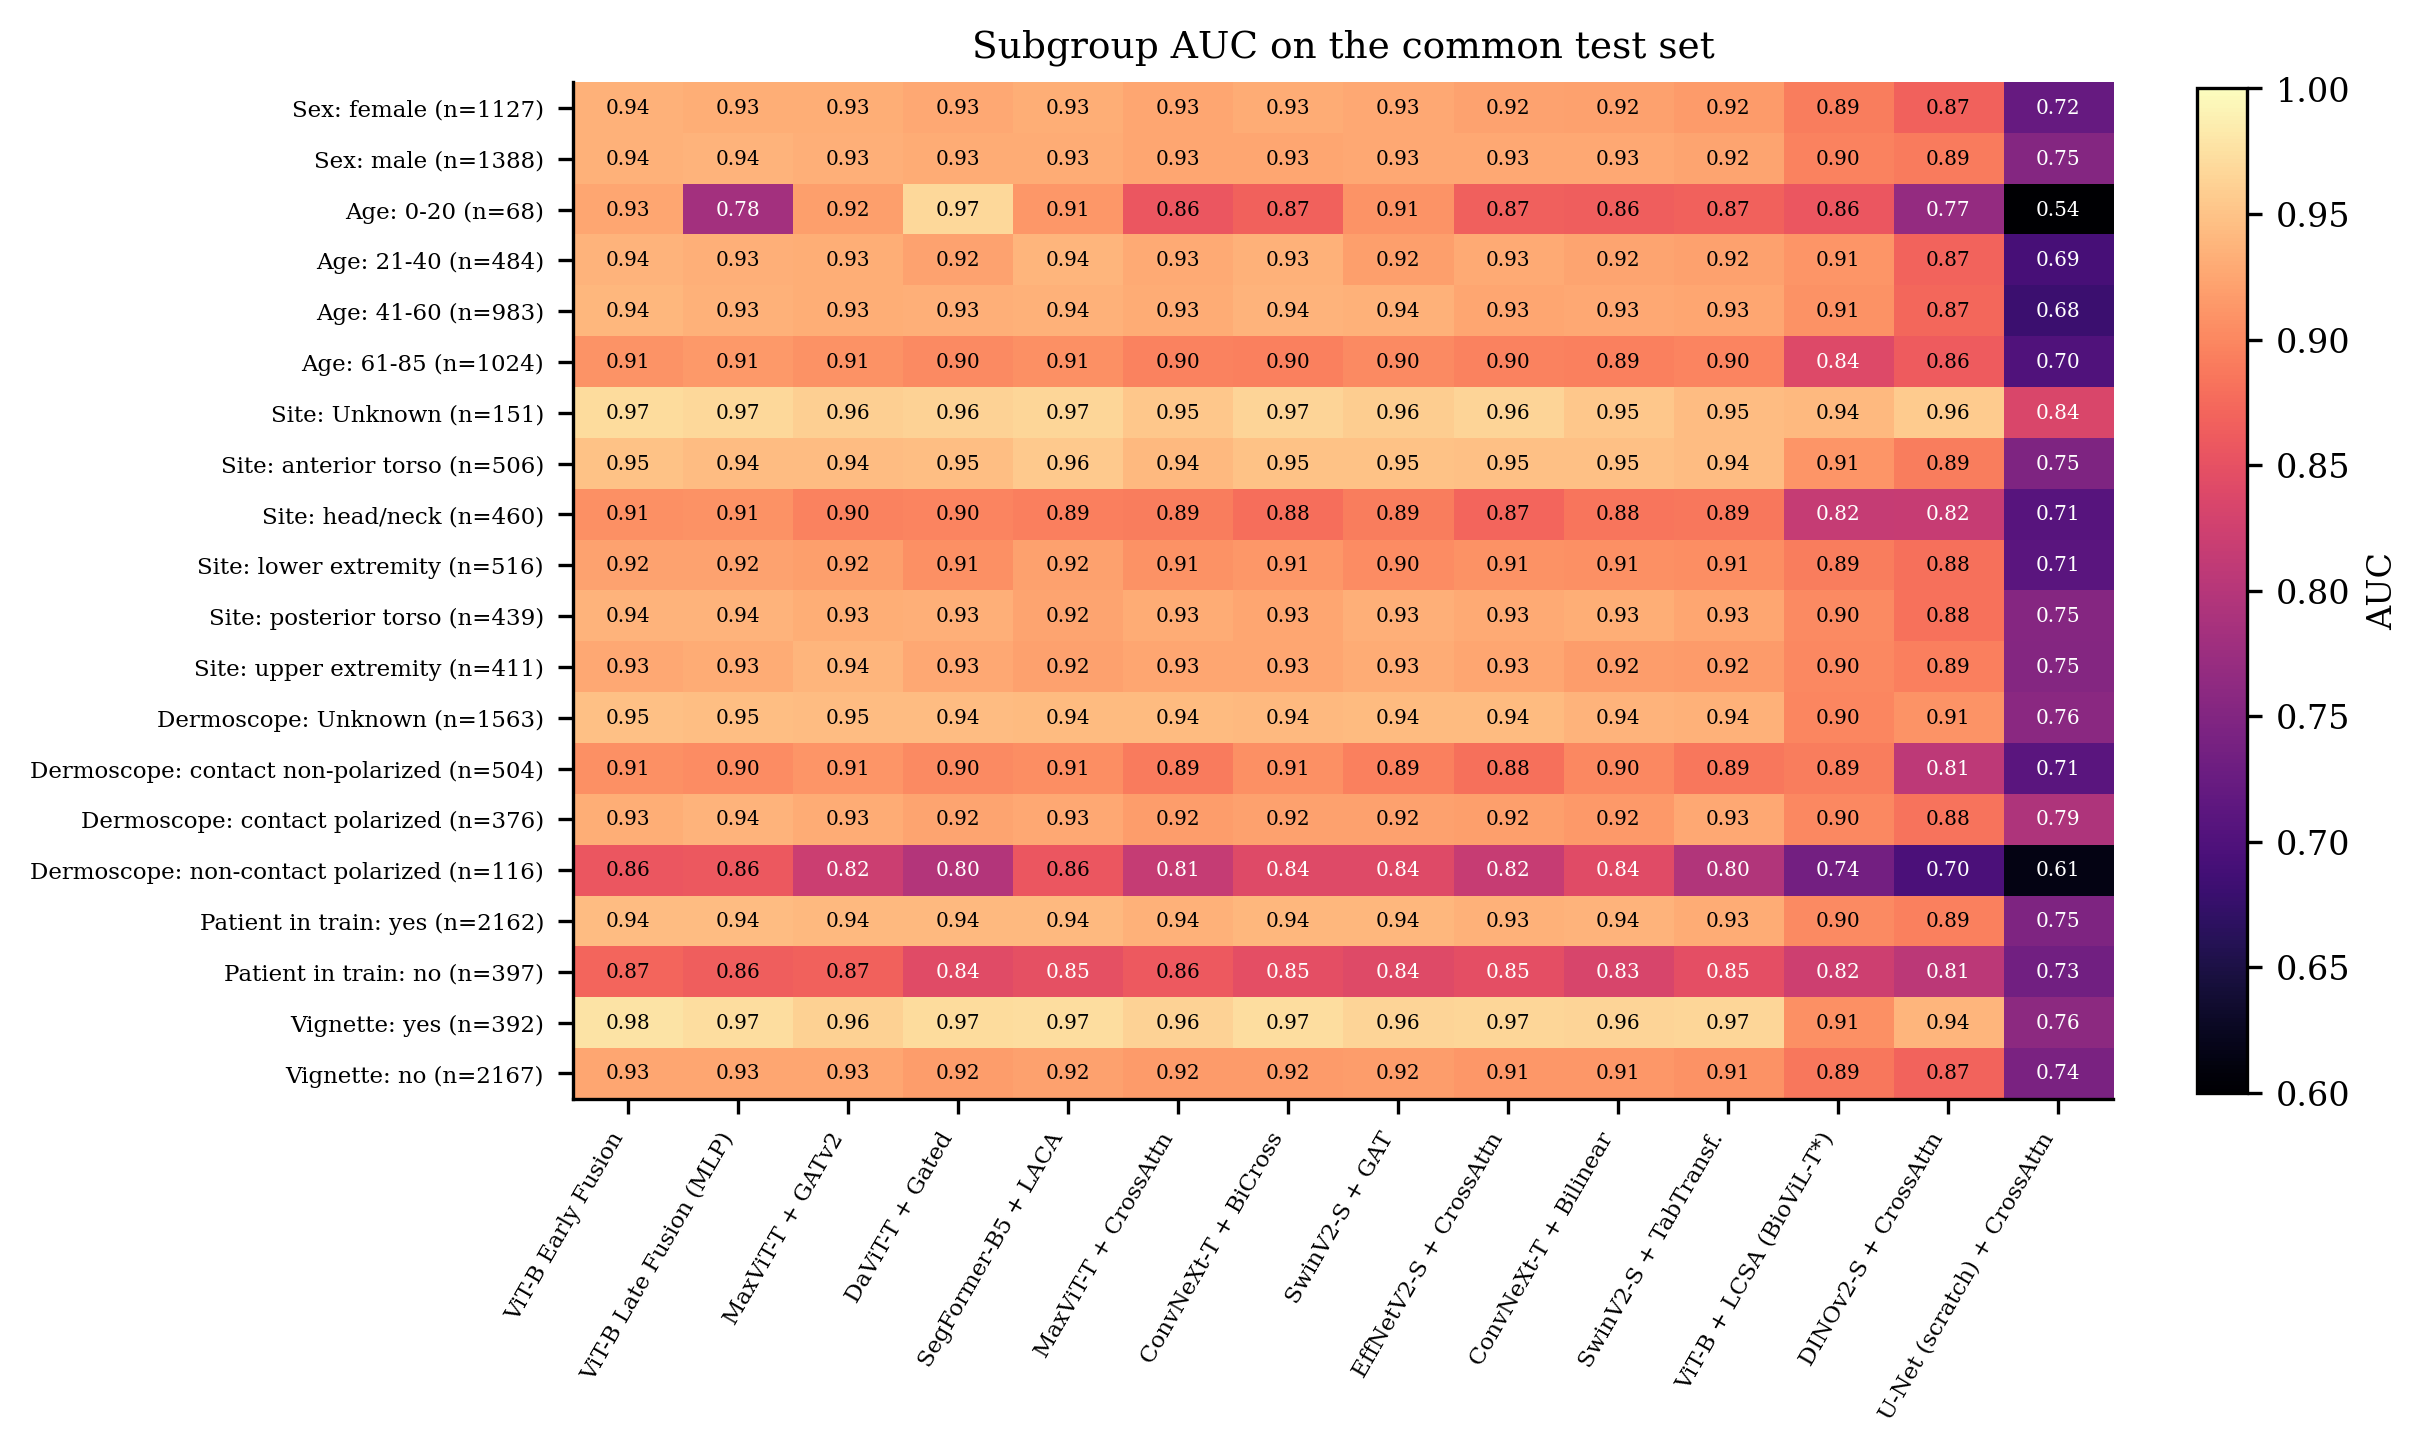 Subgroup AUC on the common test set
Sex: female (n=1127) 0.94 0.93 0.93 0.93 0.93 0.93 0.93 0.93 0.92 0.92 0.92 0.89 0.87 0.72
Sex: male (n=1388) 0.94 0.94 0.93 0.93 0.93 0.93 0.93 0.93 0.93 0.93 0.92 0.90 0.89 0.75
Age: 0-20 (n=68) 0.93 0.78 0.92 0.97 0.91 0.86 0.87 0.91 0.87 0.86 0.87 0.86 0.77 0.54
Age: 21-40 (n=484) 0.94 0.93 0.93 0.92 0.94 0.93 0.93 0.92 0.93 0.92 0.92 0.91 0.87 0.69
Age: 41-60 (n=983) 0.94 0.93 0.93 0.93 0.94 0.93 0.94 0.94 0.93 0.93 0.93 0.91 0.87 0.68
Age: 61-85 (n=1024) 0.91 0.91 0.91 0.90 0.91 0.90 0.90 0.90 0.90 0.89 0.90 0.84 0.86 0.70
Site: Unknown (n=151) 0.97 0.97 0.96 0.96 0.97 0.95 0.97 0.96 0.96 0.95 0.95 0.94 0.96 0.84
Site: anterior torso (n=506) 0.95 0.94 0.94 0.95 0.96 0.94 0.95 0.95 0.95 0.95 0.94 0.91 0.89 0.75
Site: head/neck (n=460) 0.91 0.91 0.90 0.90 0.89 0.89 0.88 0.89 0.87 0.88 0.89 0.82 0.82 0.71
Site: lower extremity (n=516) 0.92 0.92 0.92 0.91 0.92 0.91 0.91 0.90 0.91 0.91 0.91 0.89 0.88 0.71
Site: posterior torso (n=439) 0.94 0.94 0.93 0.93 0.92 0.93 0.93 0.93 0.93 0.93 0.93 0.90 0.88 0.75
Site: upper extremity (n=411) 0.93 0.93 0.94 0.93 0.92 0.93 0.93 0.93 0.93 0.92 0.92 0.90 0.89 0.75
Dermoscope: Unknown (n=1563) 0.95 0.95 0.95 0.94 0.94 0.94 0.94 0.94 0.94 0.94 0.94 0.90 0.91 0.76
Dermoscope: contact non-polarized (n=504) 0.91 0.90 0.91 0.90 0.91 0.89 0.91 0.89 0.88 0.90 0.89 0.89 0.81 0.71
Dermoscope: contact polarized (n=376) 0.93 0.94 0.93 0.92 0.93 0.92 0.92 0.92 0.92 0.92 0.93 0.90 0.88 0.79
Dermoscope: non-contact polarized (n=116) 0.86 0.86 0.82 0.80 0.86 0.81 0.84 0.84 0.82 0.84 0.80 0.74 0.70 0.61
Patient in train: yes (n=2162) 0.94 0.94 0.94 0.94 0.94 0.94 0.94 0.94 0.93 0.94 0.93 0.90 0.89 0.75
Patient in train: no (n=397) 0.87 0.86 0.87 0.84 0.85 0.86 0.85 0.84 0.85 0.83 0.85 0.82 0.81 0.73
Vignette: yes (n=392) 0.98 0.97 0.96 0.97 0.97 0.96 0.97 0.96 0.97 0.96 0.97 0.91 0.94 0.76
Vignette: no (n=2167) 0.93 0.93 0.93 0.92 0.92 0.92 0.92 0.92 0.91 0.91 0.91 0.89 0.87 0.74
ViT-B Early Fusion
ViT-B Late Fusion (MLP)
MaxViT-T + GATv2
DaViT-T + Gated
SegFormer-B5 + LACA
MaxViT-T + CrossAttn
ConvNeXt-T + BiCross
SwinV2-S + GAT
EffNetV2-S + CrossAttn
ConvNeXt-T + Bilinear
SwinV2-S + TabTransf.
ViT-B + LCSA (BioViL-T*)
DINOv2-S + CrossAttn
U-Net (scratch) + CrossAttn
1.00
0.95
0.90
0.85
0.80
0.75
0.70
0.65
0.60
AUC